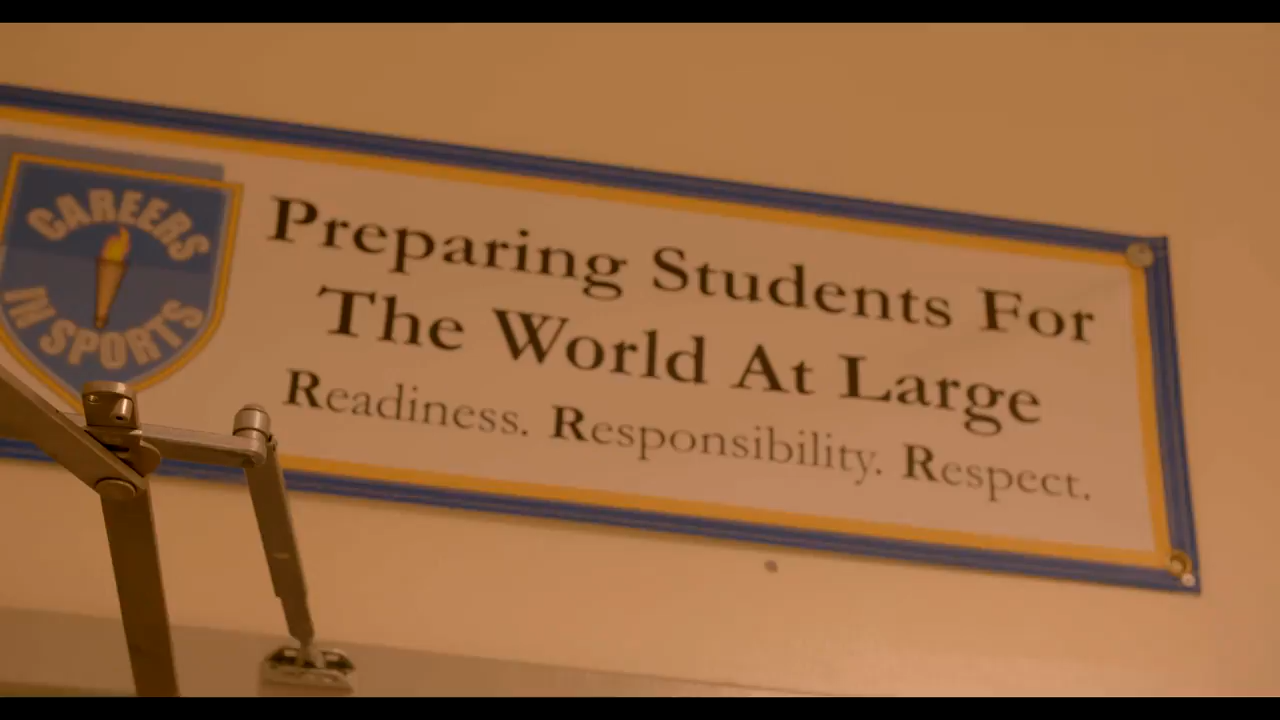 CAREERS
IN SPORTS
Preparing Students For
The World At Large
Readiness. Responsibility. Respect.